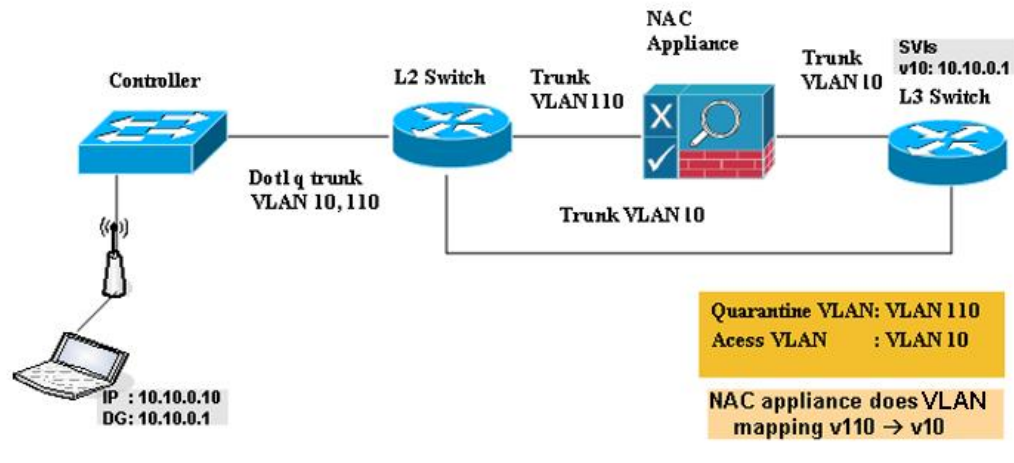 NAC
Appliance
Controller
L2 Switch
Trunk
VLAN 110
Trunk
VLAN 10
SVIs
v10: 10.10.0.1
L3 Switch
Dot1q trunk
VLAN 10, 110
Trunk VLAN 10
IP : 10.10.0.10
DG: 10.10.0.1
Quarantine VLAN: VLAN 110
Acess VLAN : VLAN 10
NAC appliance does VLAN
mapping v110 → v10